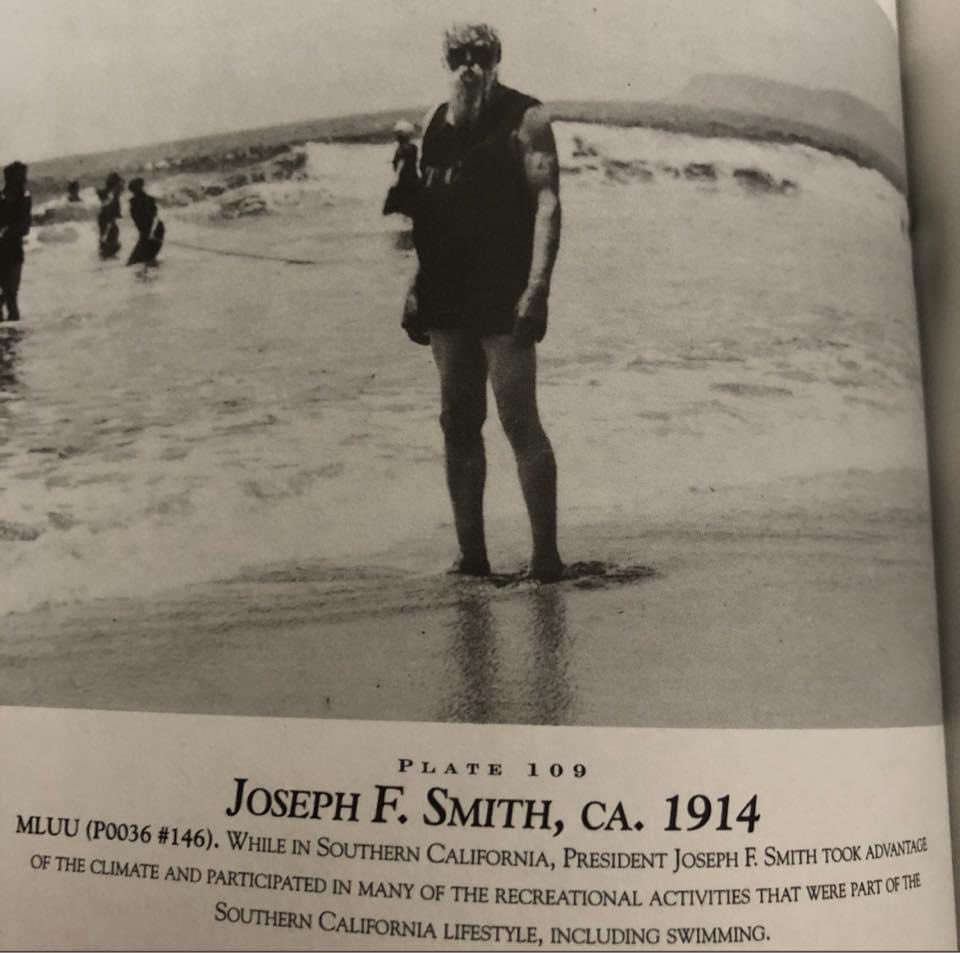 PLATE 109
JOSEPH F. SMITH, CA. 1914
MLUU (P0036 #146). WHILE IN SOUTHERN CALIFORNIA, PRESIDENT JOSEPH F. SMITH TOOK ADVANTAGE
OF THE CLIMATE AND PARTICIPATED IN MANY OF THE RECREATIONAL ACTIVITIES THAT WERE PART OF THE
SOUTHERN CALIFORNIA LIFESTYLE, INCLUDING SWIMMING.